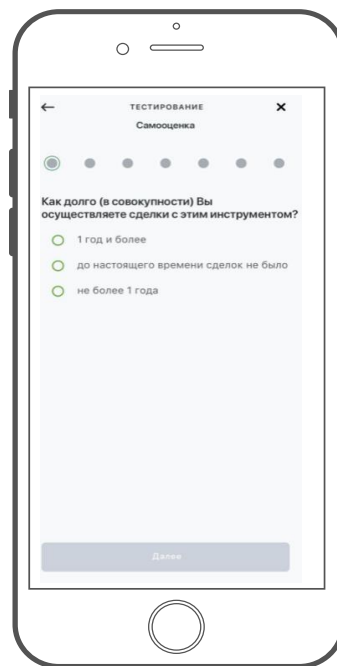 ТЕСТИРОВАНИЕ
Самооценка
Как долго (в совокупности) Вы
осуществляете сделки с этим инструментом?
1 год и более
до настоящего времени сделок не было
не более 1 года
Далее